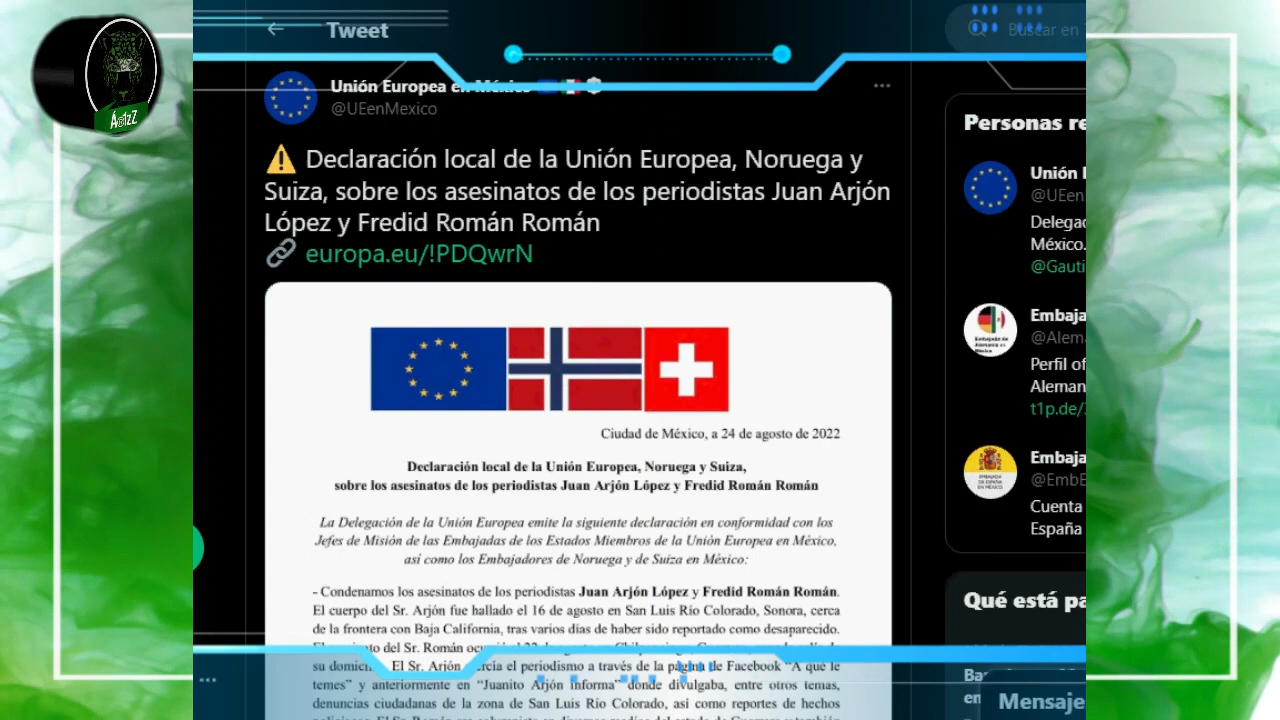 Tweet
Buscar en
Unión Europea en México
@UEenMexico
Declaración local de la Unión Europea, Noruega y
Suiza, sobre los asesinatos de los periodistas Juan Arjón
López y Fredid Román Román
europa.eu/!PDQwrN
Ciudad de México, a 24 de agosto de 2022
Declaración local de la Unión Europea, Noruega y Suiza,
sobre los asesinatos de los periodistas Juan Arjón López y Fredid Román Román
La Delegación de la Unión Europea emite la siguiente declaración en conformidad con los
Jefes de Misión de las Embajadas de los Estados Miembros de la Unión Europea en México,
así como los Embajadores de Noruega y de Suiza en México:
- Condenamos los asesinatos de los periodistas Juan Arjón López y Fredid Román Román.
El cuerpo del Sr. Arjón fue hallado el 16 de agosto en San Luis Río Colorado, Sonora, cerca
de la frontera con Baja California, tras varios días de haber sido reportado como desaparecido.
del Sr. Román
su El Sr. Arjón el periodismo a través de la página de Facebook “A qué le
temes” y anteriormente en “Juanito Arjón informa” donde divulgaba, entre otros temas,
denuncias ciudadanas de la zona de San Luis Río Colorado, así como reportes de hechos
Personas re
Unión
@UEen
Delega
México.
@Gauti
Embaja
@Alem
Perfil of
Aleman
t1p.de/
Embaja
@EmbE
Cuenta
España
Qué está pa
Ba
en
Mensaje